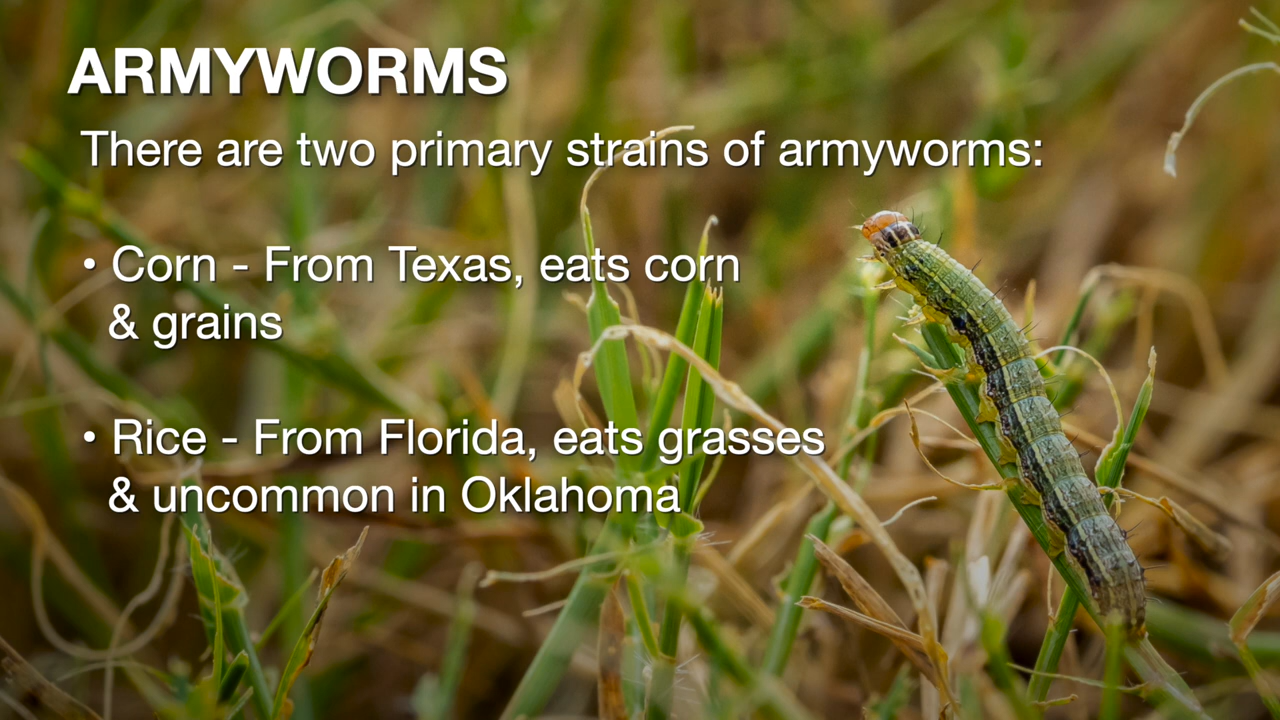 ARMYWORMS
There are two primary strains of armyworms:
• Corn - From Texas, eats corn
& grains
• Rice - From Florida, eats grasses
& uncommon in Oklahoma